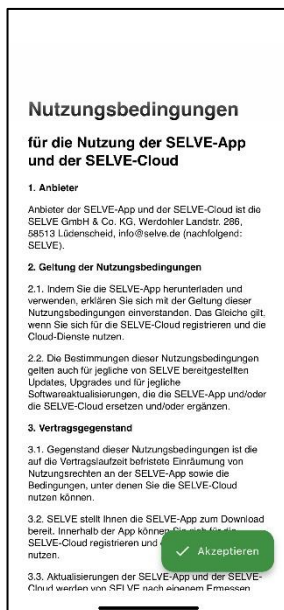 Nutzungsbedingungen
für die Nutzung der SELVE-App
und der SELVE-Cloud
1. Anbieter
Anbieter der SELVE-App und der SELVE-Cloud ist die
SELVE GmbH & Co. KG. Werdohler Landstr. 286,
58513 Lüdenscheid, info@selve.de (nachfolgend:
SELVE).
2. Geltung der Nutzungsbedingungen
2.1. Indem Sie die SELVE-App herunterladen und
verwenden, erklären Sie sich mit der Geltung dieser
Nutzungsbedingungen einverstanden. Das Gleiche gilt,
wenn Sie sich für die SELVE-Cloud registrieren und die
Cloud-Dienste nutzen.
2.2. Die Bestimmungen dieser Nutzungsbedingungen
gelten auch für jegliche von SELVE bereitgestellten
Updates, Upgrades und für jegliche
Softwareaktualisierungen, die die SELVE-App und/oder
die SELVE-Cloud ersetzen und/oder ergänzen.
3. Vertragsgegenstand
3.1. Gegenstand dieser Nutzungsbedingungen ist die
auf die Vertragslaufzeit befristete Einräumung von
Nutzungsrechten an der SELVE-App sowie die
Bedingungen, unter denen Sie die SELVE-Cloud
nutzen können.
3.2. SELVE stellt Ihnen die SELVE-App zum Download
bereit. Innerhalb der App können Sie sich für die
SELVE-Cloud registrieren und
nutzen.
Akzeptieren
3.3. Aktualisierungen der SELVE-App und der SELVE-
Cloud werden von SELVE nach eigenem Ermessen